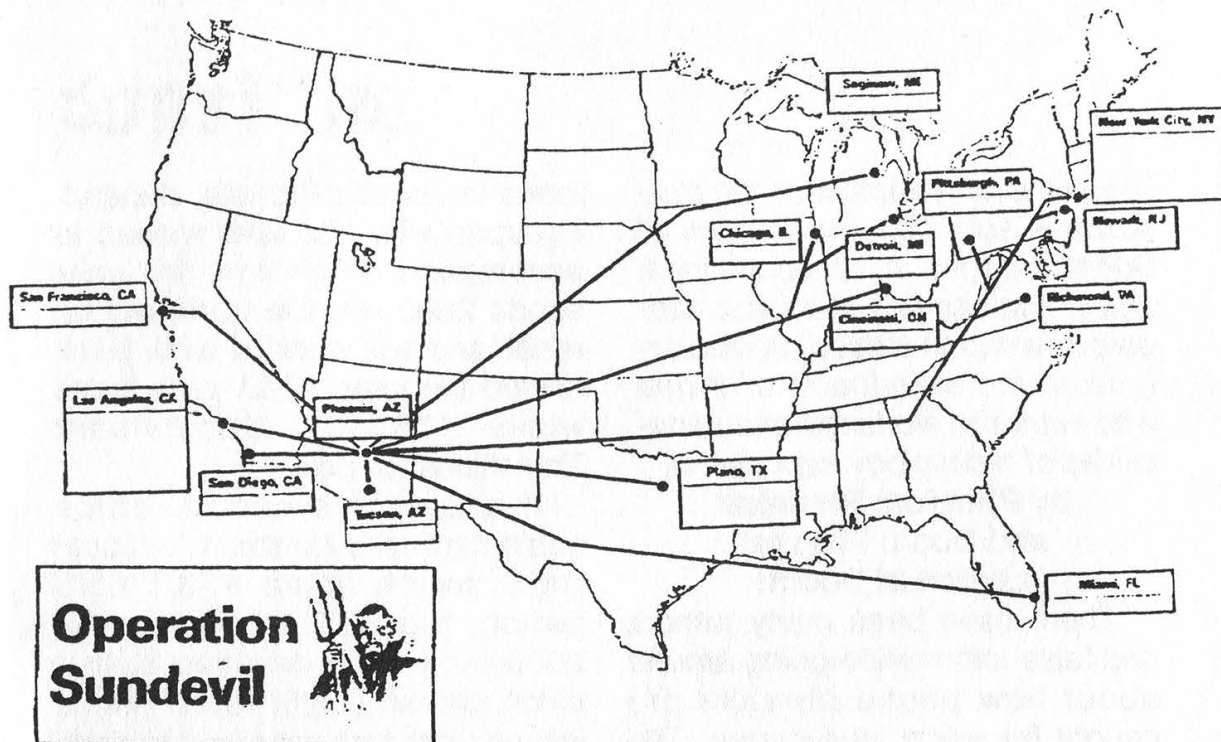 Saginaw, MI
New York City, NY
Pittsburgh, PA
Newark, NJ
Chicago, IL
Detroit, MI
San Francisco, CA
Richmond, VA
Cincinnati, OH
Los Angeles, CA
Phoenix, AZ
San Diego, CA
Plano, TX
Tucson, AZ
Miami, FL
Operation
Sundevil